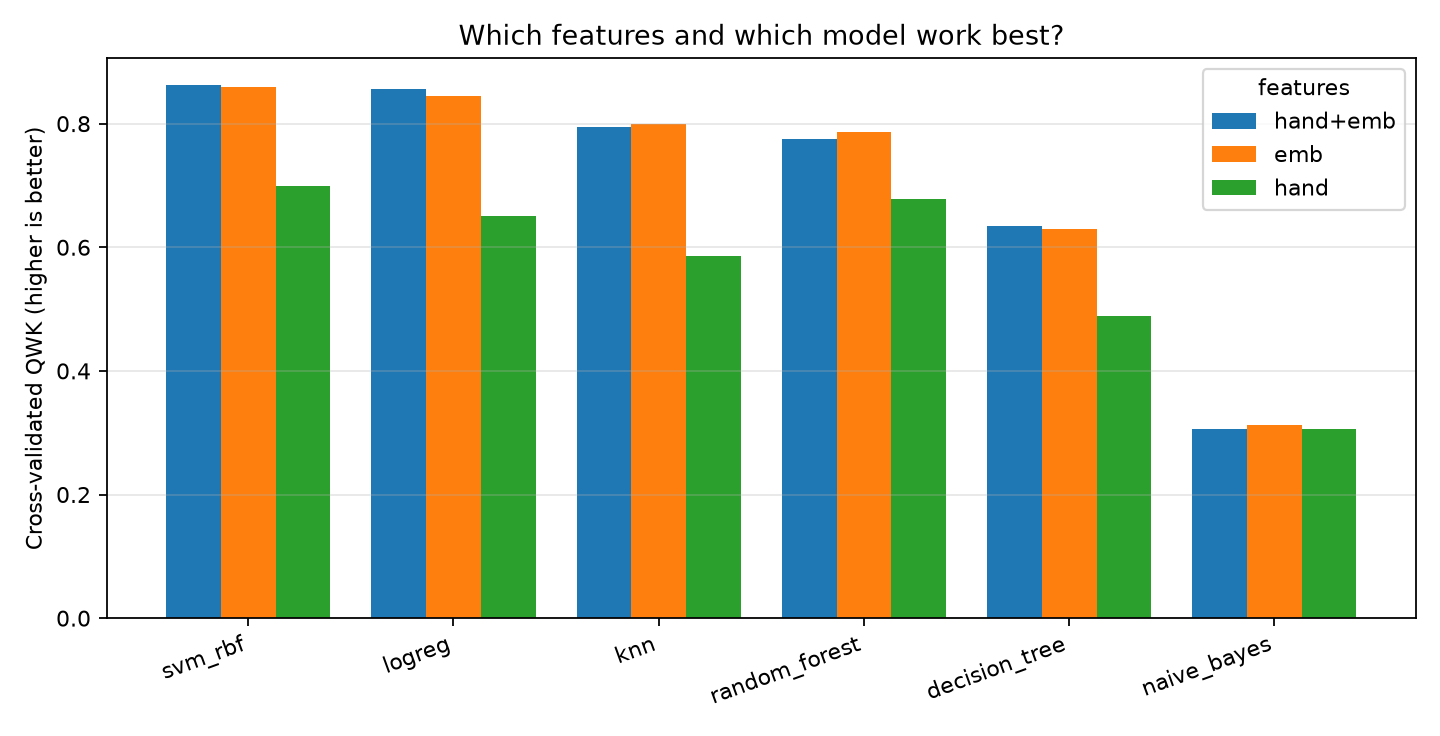 Which features and which model work best?
features
hand+emb
emb
hand
Cross-validated QWK (higher is better)
0.8
0.6
0.4
0.2
0.0
svm_rbf
logreg
knn
random_forest
decision_tree
naive_bayes